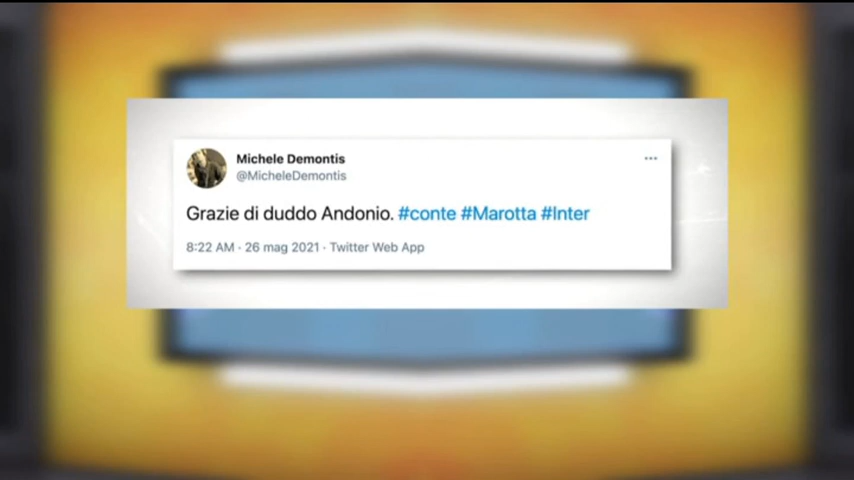 Michele Demontis
@MicheleDemontis
Grazie di duddo Andonio. #conte #Marotta #Inter
8:22 AM · 26 mag 2021 · Twitter Web App